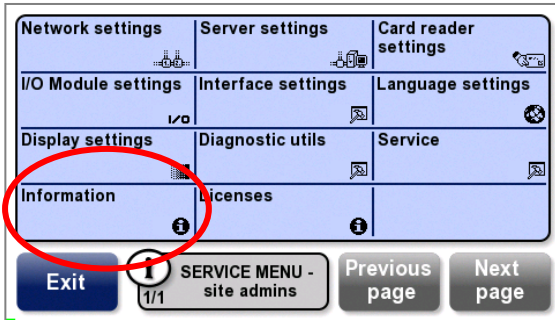 Network settings
Server settings
Card reader
settings
I/O Module settings
I/O
Interface settings
Language settings
Display settings
Diagnostic utils
Service
Information
Licenses
Exit
1/1
SERVICE MENU -
site admins
Previous
page
Next
page